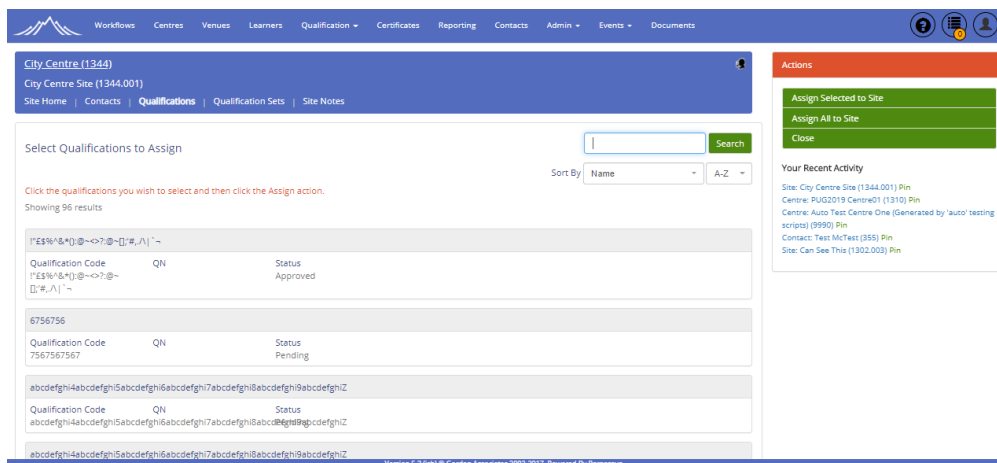 Workflows Centres Venues Learners Qualification Certificates Reporting Contacts Admin Events Documents
0
City Centre (1344)
City Centre Site (1344.001)
Site Home | Contacts | Qualifications | Qualification Sets | Site Notes
Select Qualifications to Assign
Search
Sort By Name A-Z
Click the qualifications you wish to select and then click the Assign action.
Showing 96 results
!"£$%^&*():@~<>?:@~[];'#,./\|`¬
Qualification Code QN Status
!"£$%^&*():@~<>?:@~ Approved
[];'#,./\|`¬
6756756
Qualification Code QN Status
7567567567 Pending
abcdefghi4abcdefghi5abcdefghi6abcdefghi7abcdefghi8abcdefghi9abcdefghiZ
Qualification Code QN Status
abcdefghi4abcdefghi5abcdefghi6abcdefghi7abcdefghi8abcdefghi9abcdefghiZ Pending
abcdefghi4abcdefghi5abcdefghi6abcdefghi7abcdefghi8abcdefghi9abcdefghiZ
Actions
Assign Selected to Site
Assign All to Site
Close
Your Recent Activity
Site: City Centre Site (1344.001) Pin
Centre: PUG2019 Centre01 (1310) Pin
Centre: Auto Test Centre One (Generated by 'auto' testing
scripts) (9990) Pin
Contact: Test McTest (355) Pin
Site: Can See This (1302.003) Pin